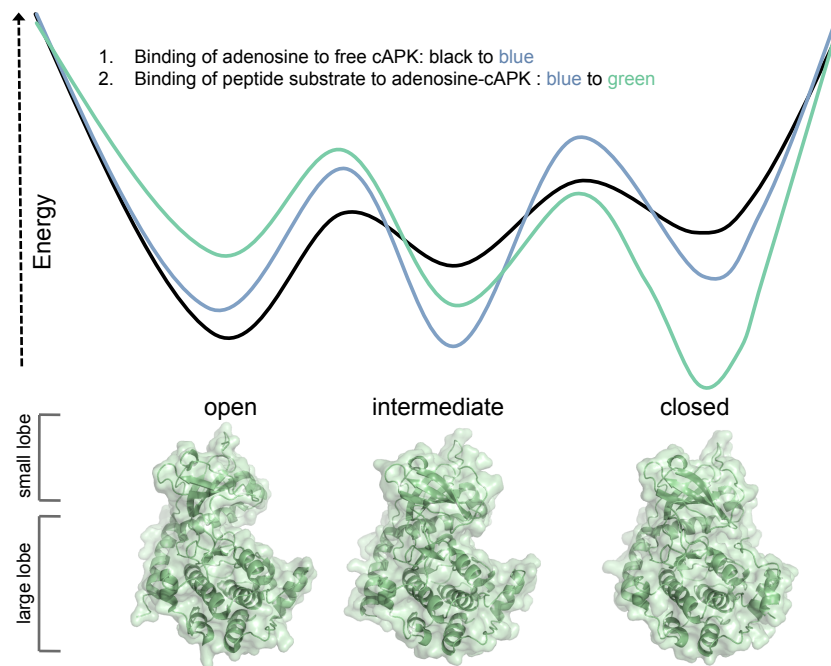 1. Binding of adenosine to free cAPK: black to blue
2. Binding of peptide substrate to adenosine-cAPK : blue to green
Energy
open intermediate closed
small lobe
large lobe